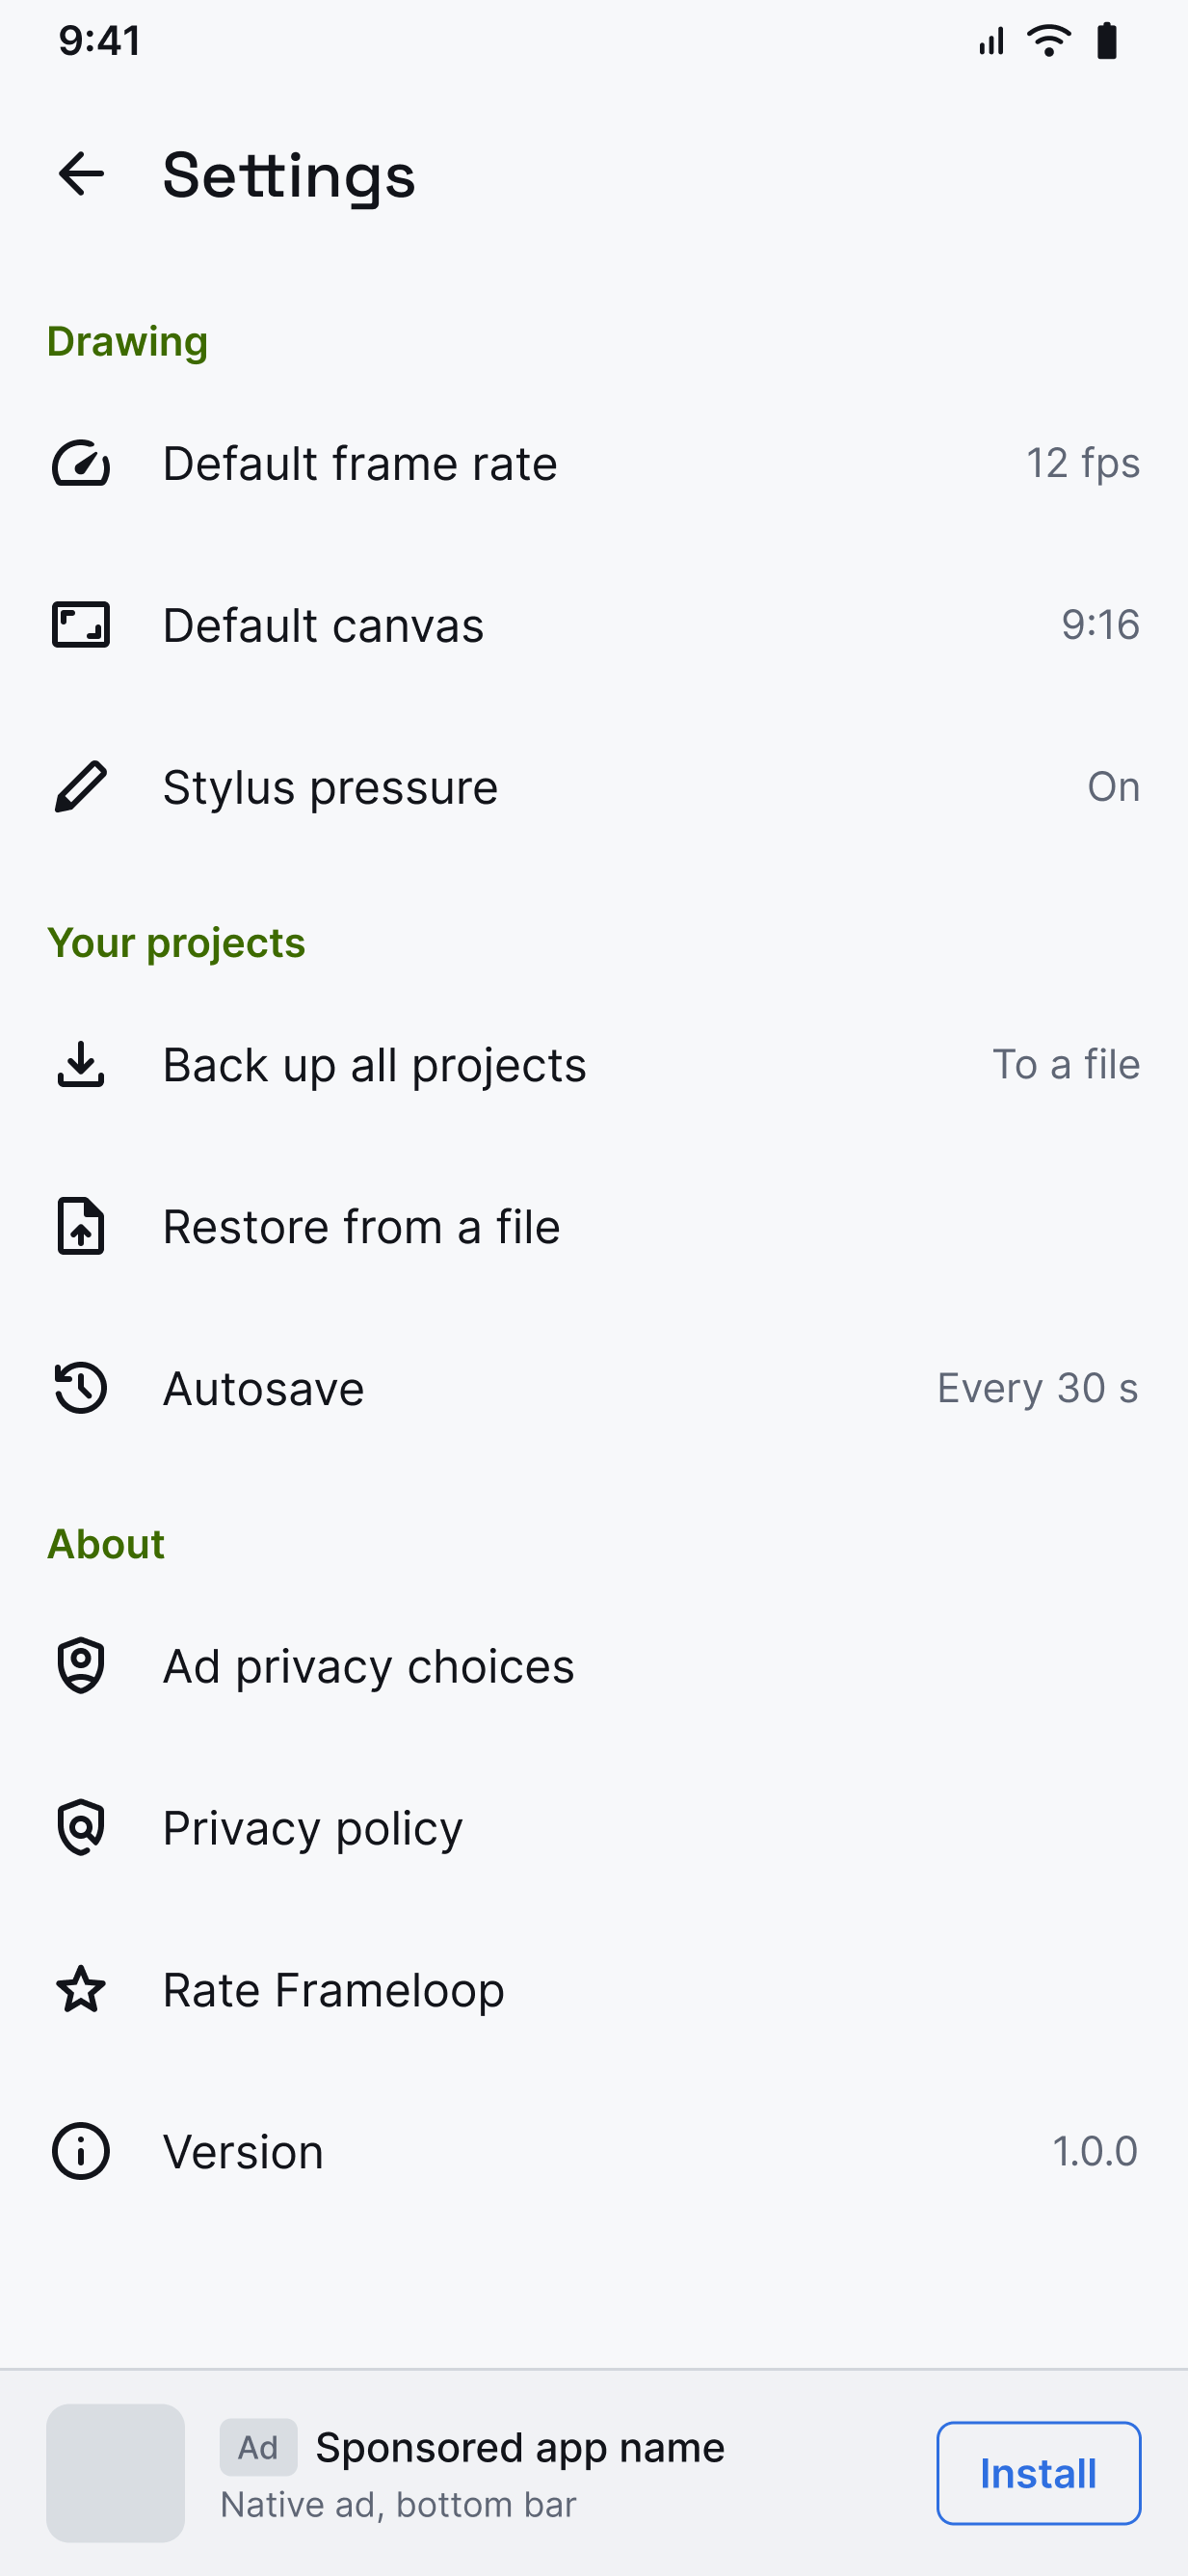 9:41
Settings
Drawing
Default frame rate 12 fps
Default canvas 9:16
Stylus pressure On
Your projects
Back up all projects To a file
Restore from a file
Autosave Every 30 s
About
Ad privacy choices
Privacy policy
Rate Frameloop
Version 1.0.0
Ad Sponsored app name
Native ad, bottom bar
Install